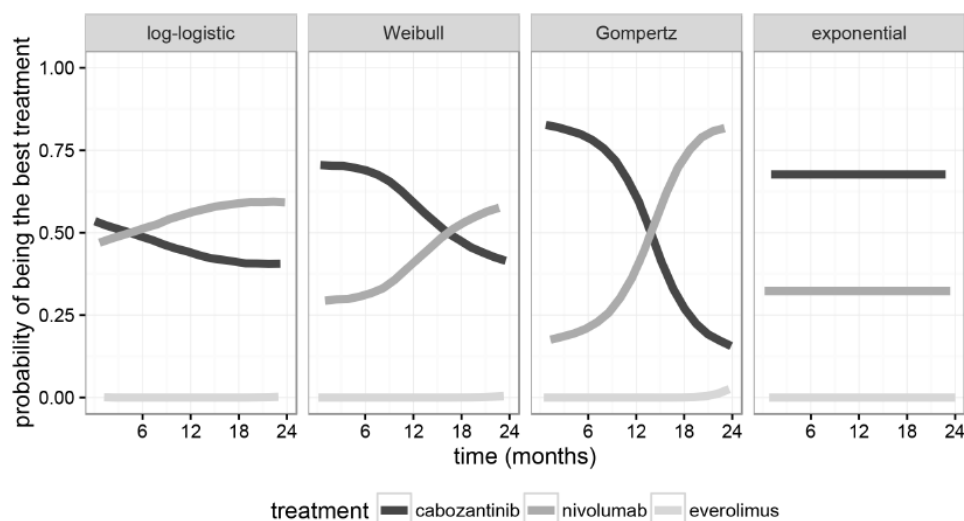 log-logistic Weibull Gompertz exponential
probability of being the best treatment
1.00
0.75
0.50
0.25
0.00
6 12 18 24 6 12 18 24 6 12 18 24 6 12 18 24
time (months)
treatment cabozantinib nivolumab everolimus